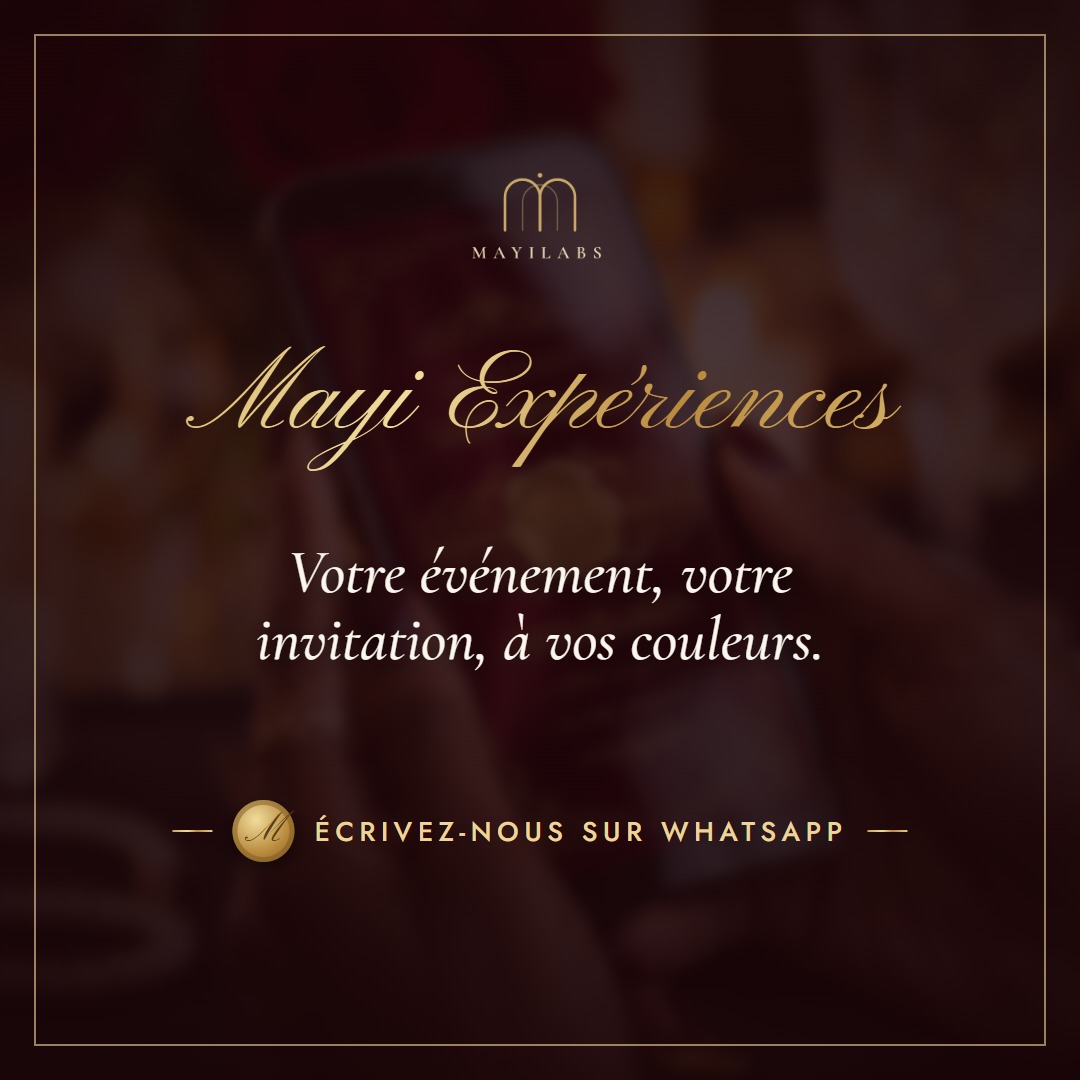 MAYILABS
Mayi Expériences
Votre événement, votre
invitation, à vos couleurs.
M
ÉCRIVEZ-NOUS SUR WHATSAPP